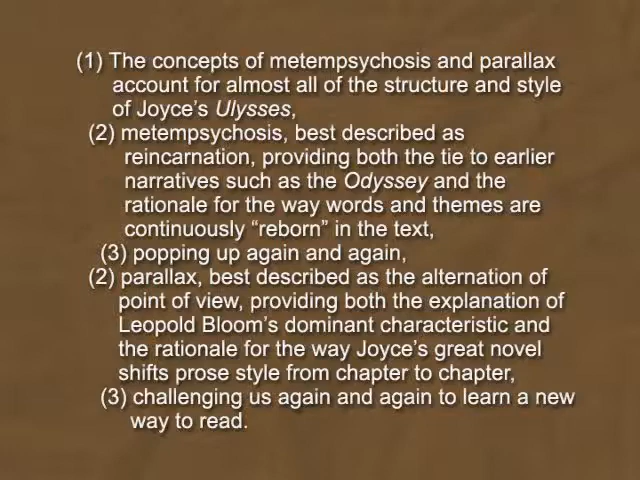 (1) The concepts of metempsychosis and parallax
account for almost all of the structure and style
of Joyce’s Ulysses,
(2) metempsychosis, best described as
reincarnation, providing both the tie to earlier
narratives such as the Odyssey and the
rationale for the way words and themes are
continuously “reborn” in the text,
(3) popping up again and again,
(2) parallax, best described as the alternation of
point of view, providing both the explanation of
Leopold Bloom’s dominant characteristic and
the rationale for the way Joyce’s great novel
shifts prose style from chapter to chapter,
(3) challenging us again and again to learn a new
way to read.